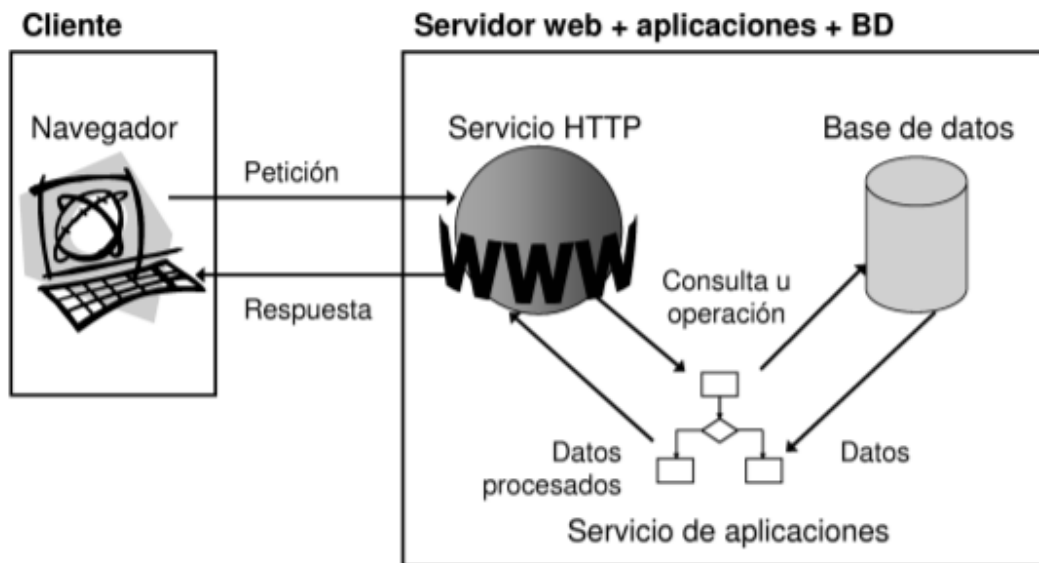 Cliente
Servidor web + aplicaciones + BD
Navegador
Servicio HTTP
Base de datos
Petición
WWW
Respuesta
Consulta u
operación
Datos
procesados
Datos
Servicio de aplicaciones